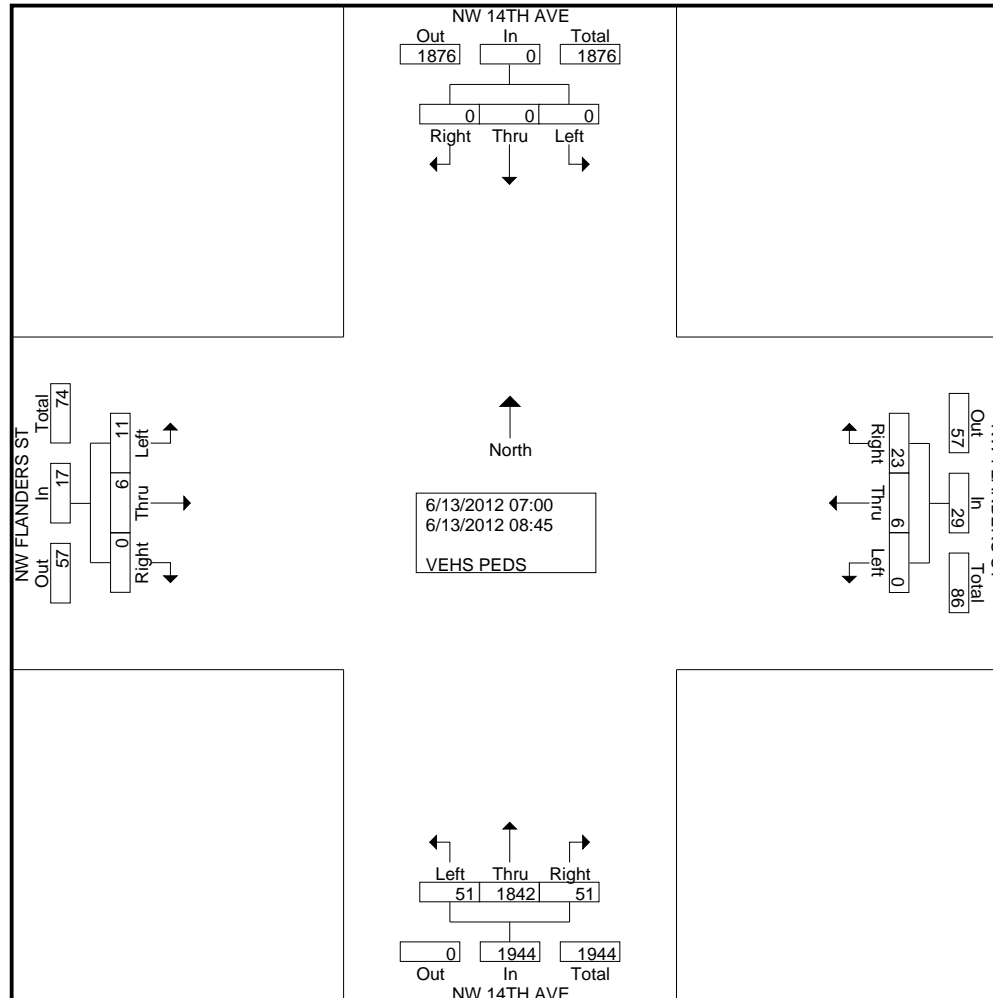 NW 14TH AVE
Out In Total
1876 0 1876
0 0 0
Right Thru Left
NW FLANDERS ST
Total In Out
74 17 57
11 6 0
Left Thru Right
North
6/13/2012 07:00
6/13/2012 08:45
VEHS PEDS
Out In Total
57 29 86
23 6 0
Right Thru Left
Left Thru Right
51 1842 51
0 1944 1944
Out In Total
NW 14TH AVE